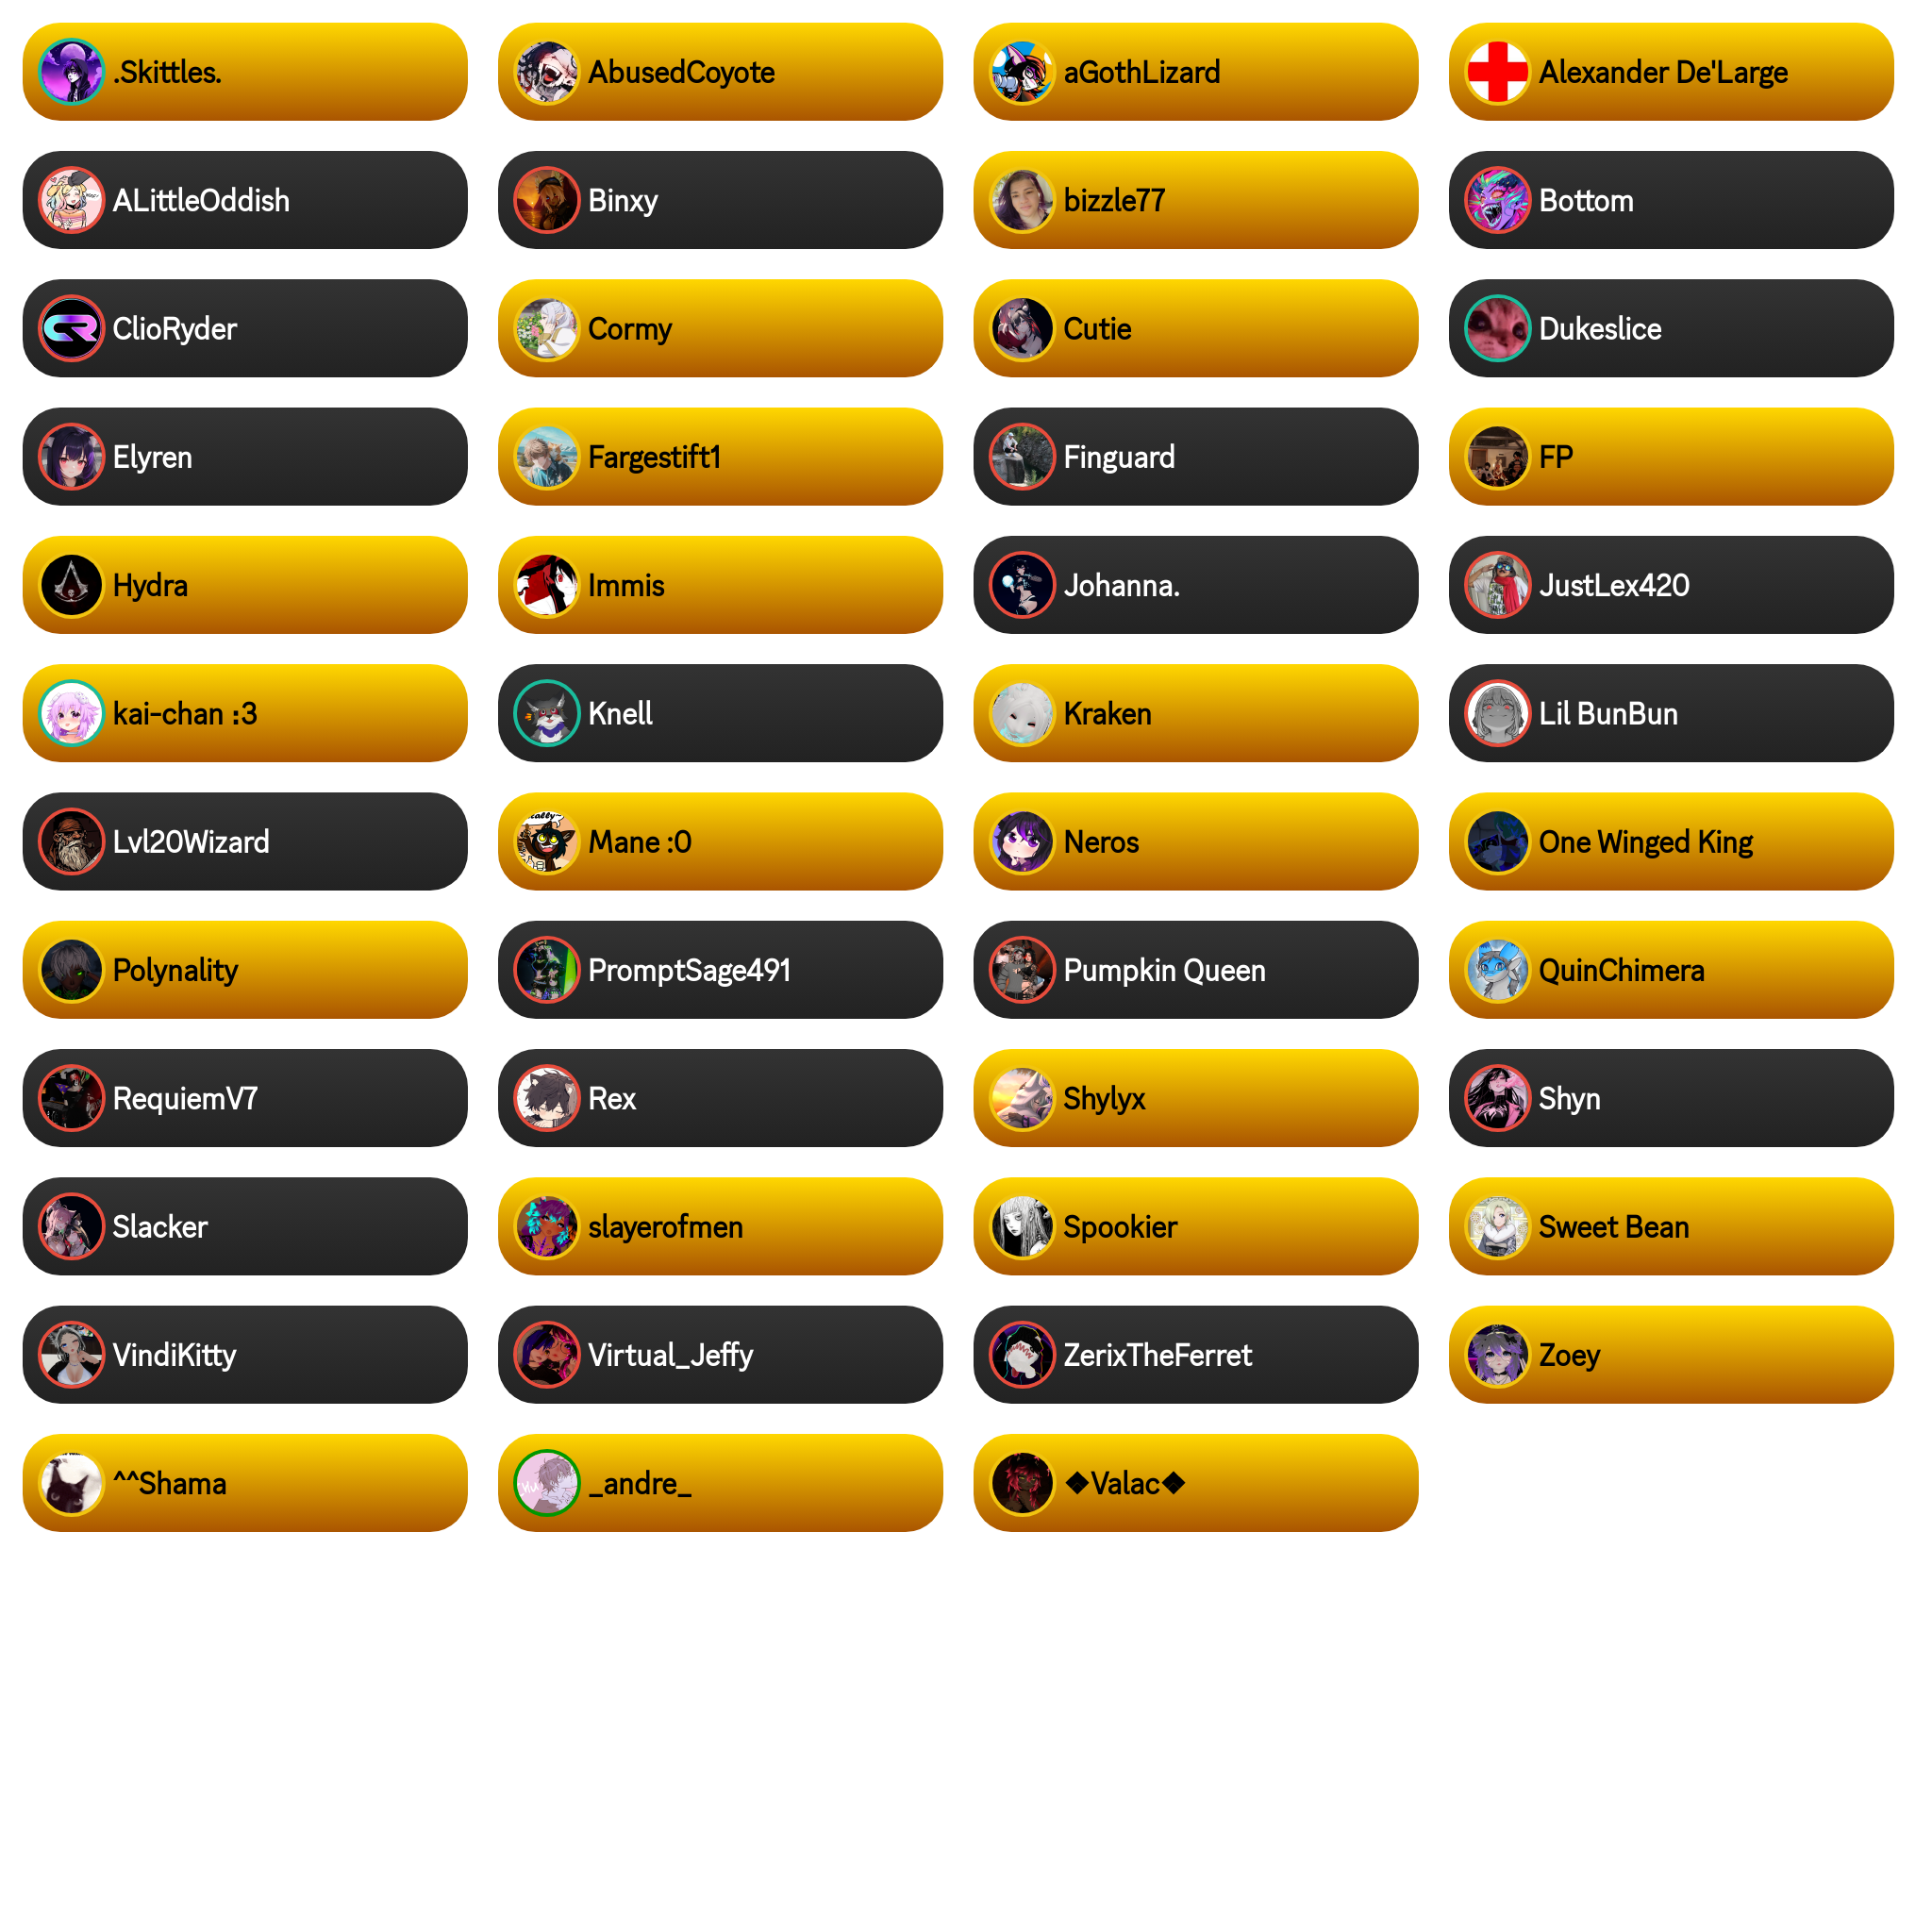 .Skittles.
AbusedCoyote
aGothLizard
Alexander De'Large
ALittleOddish
Binxy
bizzle77
Bottom
ClioRyder
Cormy
Cutie
Dukeslice
Elyren
Fargestift1
Finguard
FP
Hydra
Immis
Johanna.
JustLex420
kai-chan :3
Knell
Kraken
Lil BunBun
Lvl20Wizard
Mane :0
Neros
One Winged King
Polynality
PromptSage491
Pumpkin Queen
QuinChimera
RequiemV7
Rex
Shylyx
Shyn
Slacker
slayerofmen
Spookier
Sweet Bean
VindiKitty
Virtual_Jeffy
ZerixTheFerret
Zoey
^^Shama
_andre_
❖Valac❖